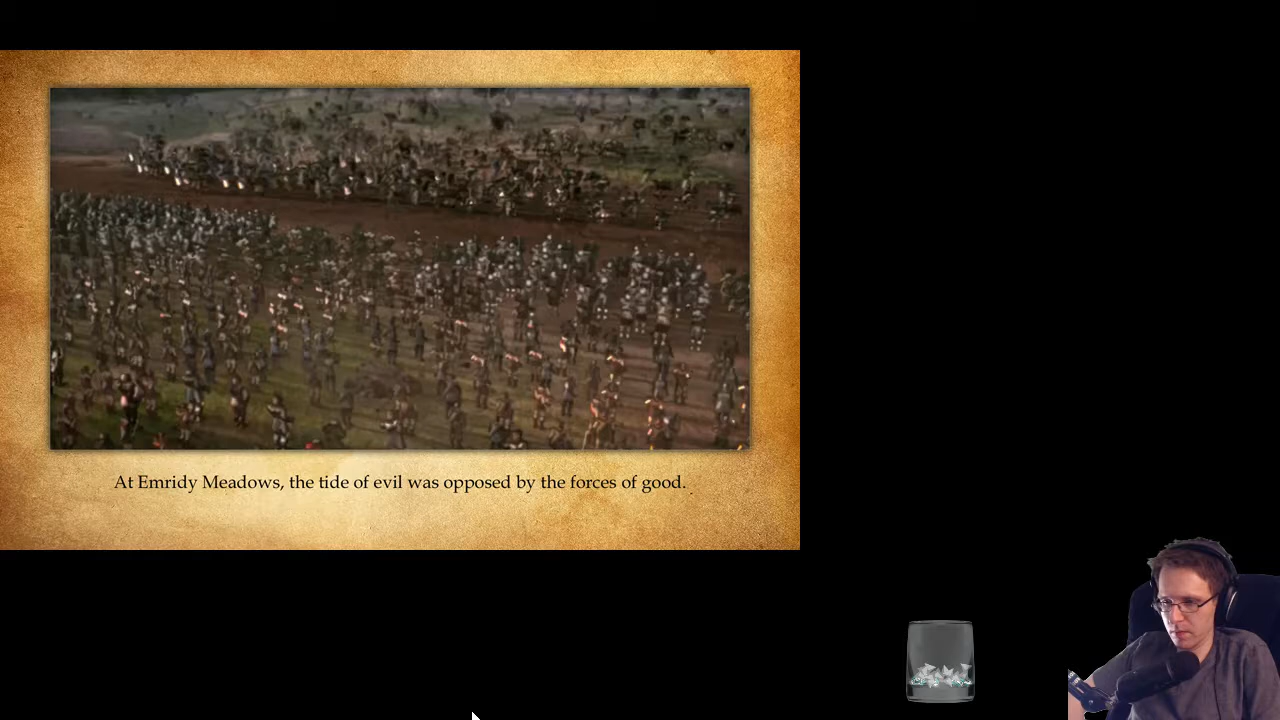 At Emridy Meadows, the tide of evil was opposed by the forces of good.